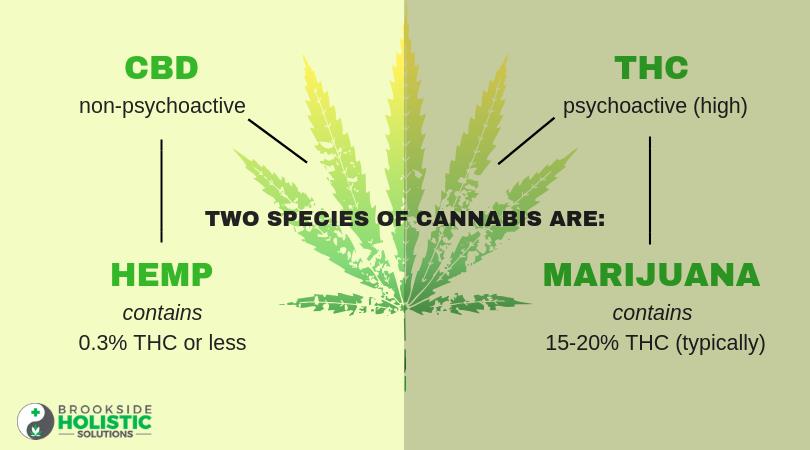 CBD
non-psychoactive
THC
psychoactive (high)
TWO SPECIES OF CANNABIS ARE:
HEMP
contains
0.3% THC or less
MARIJUANA
contains
15-20% THC (typically)
BROOKSIDE
HOLISTIC
SOLUTIONS